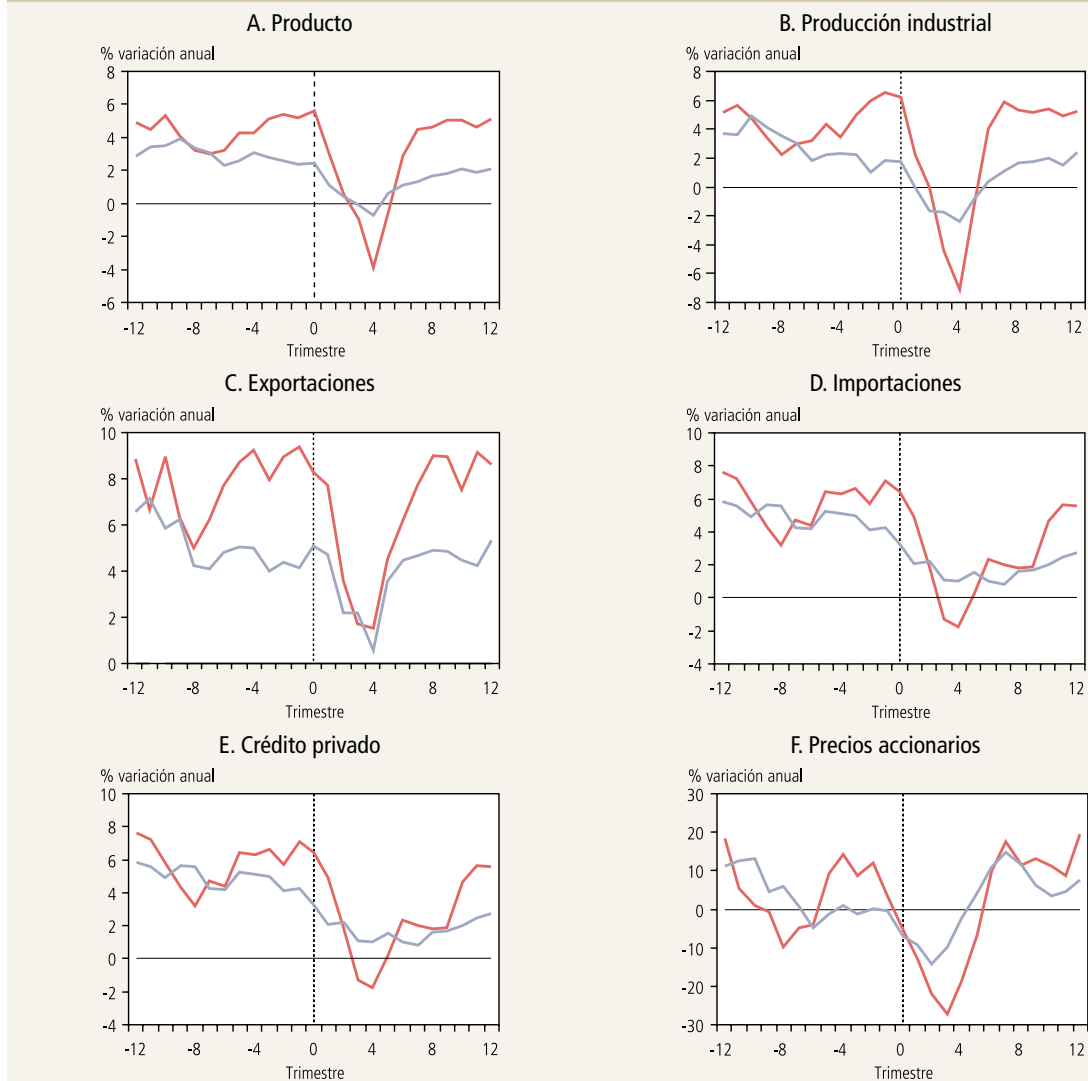 A. Producto
% variación anual
8
6
4
2
0
-2
-4
-6
-12 -8 -4 0 4 8 12
Trimestre
B. Producción industrial
% variación anual
8
6
4
2
0
-2
-4
-6
-8
-12 -8 -4 0 4 8 12
Trimestre
C. Exportaciones
% variación anual
10
8
6
4
2
0
-12 -8 -4 0 4 8 12
Trimestre
D. Importaciones
% variación anual
10
8
6
4
2
0
-2
-4
-12 -8 -4 0 4 8 12
Trimestre
E. Crédito privado
% variación anual
10
8
6
4
2
0
-2
-4
-12 -8 -4 0 4 8 12
Trimestre
F. Precios accionarios
% variación anual
30
20
10
0
-10
-20
-30
-12 -8 -4 0 4 8 12
Trimestre